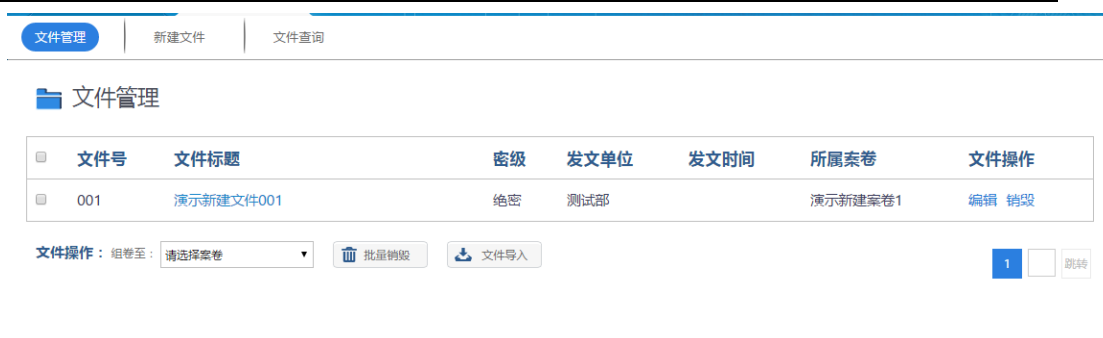 文件管理 新建文件 文件查询
文件管理
文件号 文件标题 密级 发文单位 发文时间 所属案卷 文件操作
001 演示新建文件001 绝密 测试部 演示新建案卷1 编辑 销毁
文件操作：组卷至： 请选择案卷 批量销毁 文件导入 1 跳转